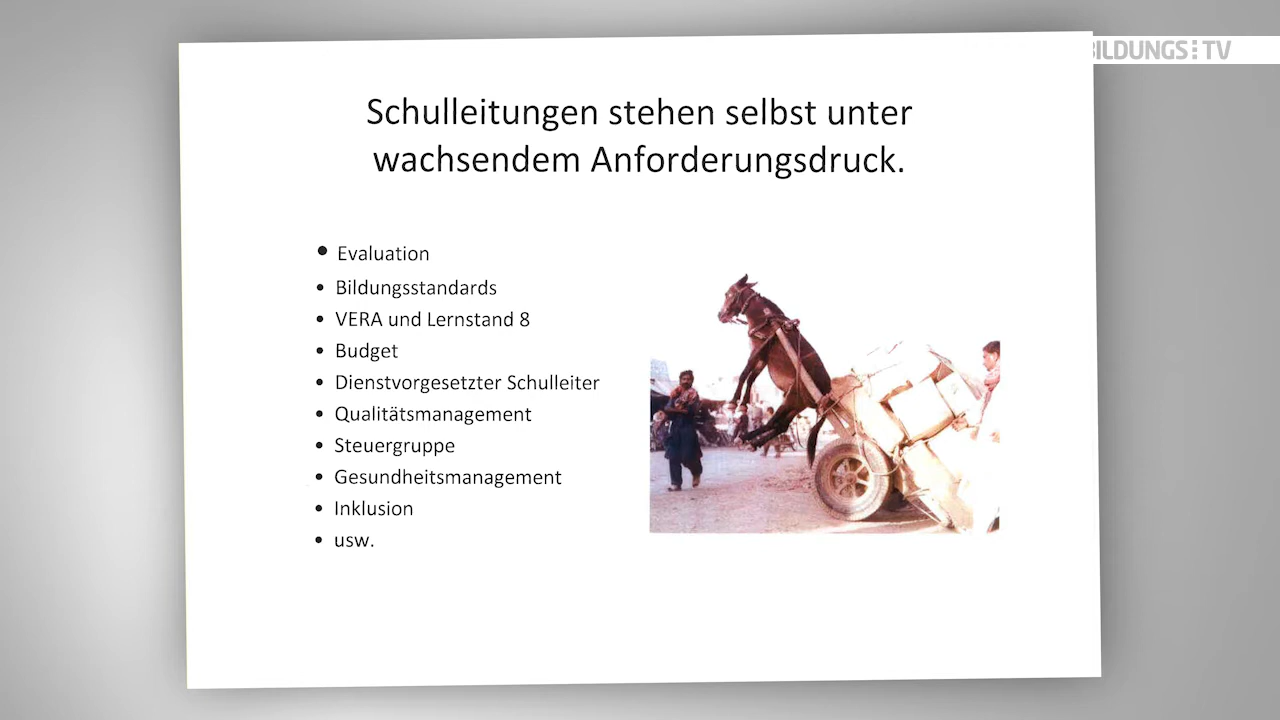 BILDUNGS TV
Schulleitungen stehen selbst unter
wachsendem Anforderungsdruck.
• Evaluation
• Bildungsstandards
• VERA und Lernstand 8
• Budget
• Dienstvorgesetzter Schulleiter
• Qualitätsmanagement
• Steuergruppe
• Gesundheitsmanagement
• Inklusion
• usw.